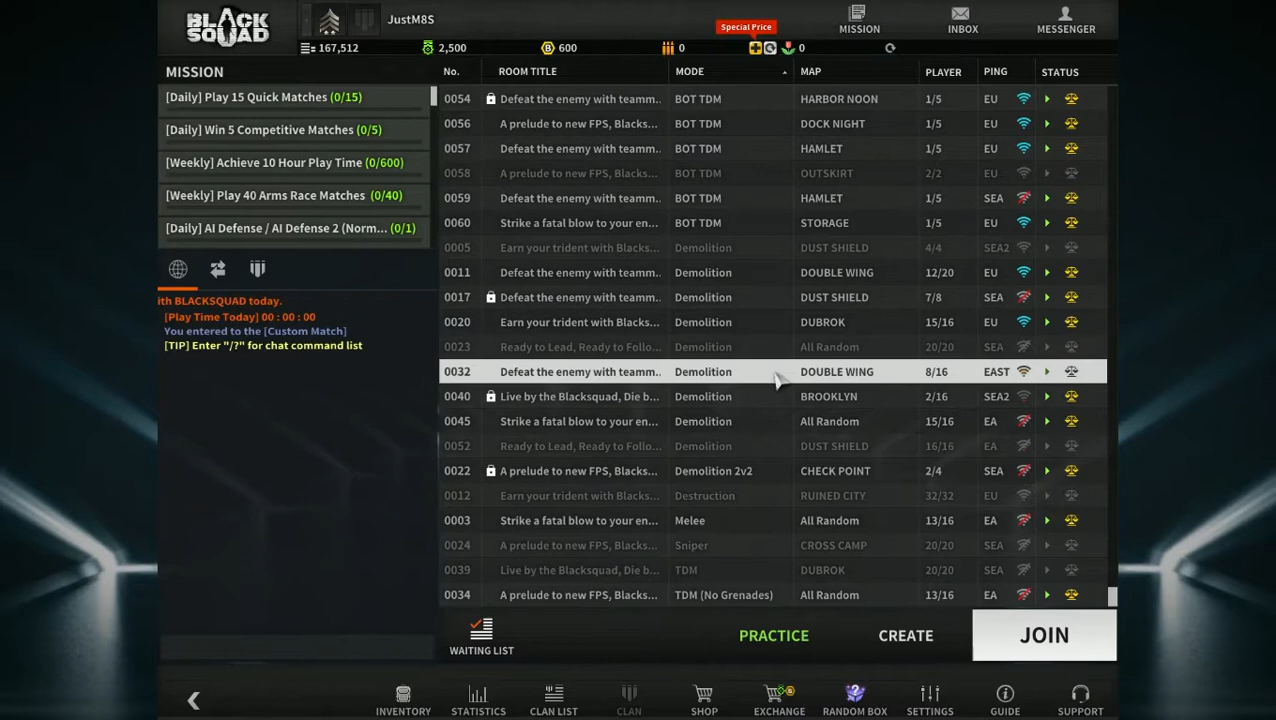 BLACK SQUAD
JustM8S
167,512
2,500
600
0
Special Price
0
MISSION
INBOX
MESSENGER
MISSION
[Daily] Play 15 Quick Matches (0/15)
[Daily] Win 5 Competitive Matches (0/5)
[Weekly] Achieve 10 Hour Play Time (0/600)
[Weekly] Play 40 Arms Race Matches (0/40)
[Daily] AI Defense / AI Defense 2 (Norm... (0/1)
ith BLACKSQUAD today.
[Play Time Today] 00 : 00 : 00
You entered to the [Custom Match]
[TIP] Enter "/?" for chat command list
No. ROOM TITLE MODE MAP PLAYER PING STATUS
0054 Defeat the enemy with teamm.. BOT TDM HARBOR NOON 1/5 EU
0056 A prelude to new FPS, Blacks... BOT TDM DOCK NIGHT 1/5 EU
0057 Defeat the enemy with teamm.. BOT TDM HAMLET 1/5 EU
0058 A prelude to new FPS, Blacks... BOT TDM OUTSKIRT 2/2 EU
0059 Defeat the enemy with teamm.. BOT TDM HAMLET 1/5 SEA
0060 Strike a fatal blow to your en... BOT TDM STORAGE 1/5 EU
0005 Earn your trident with Blacks... Demolition DUST SHIELD 4/4 SEA2
0011 Defeat the enemy with teamm.. Demolition DOUBLE WING 12/20 EU
0017 Defeat the enemy with teamm.. Demolition DUST SHIELD 7/8 SEA
0020 Earn your trident with Blacks... Demolition DUBROK 15/16 EU
0023 Ready to Lead, Ready to Follo... Demolition All Random 20/20 SEA
0032 Defeat the enemy with teamm.. Demolition DOUBLE WING 8/16 EAST
0040 Live by the Blacksquad, Die b... Demolition BROOKLYN 2/16 SEA2
0045 Strike a fatal blow to your en... Demolition All Random 15/16 EA
0052 Ready to Lead, Ready to Follo... Demolition DUST SHIELD 16/16 EA
0022 A prelude to new FPS, Blacks... Demolition 2v2 CHECK POINT 2/4 SEA
0012 Earn your trident with Blacks... Destruction RUINED CITY 32/32 EU
0003 Strike a fatal blow to your en... Melee All Random 13/16 EA
0024 A prelude to new FPS, Blacks... Sniper CROSS CAMP 20/20 SEA
0039 Live by the Blacksquad, Die b... TDM DUBROK 20/20 SEA
0034 A prelude to new FPS, Blacks... TDM (No Grenades) All Random 13/16 EA
WAITING LIST
PRACTICE
CREATE
JOIN
INVENTORY
STATISTICS
CLAN LIST
CLAN
SHOP
EXCHANGE
RANDOM BOX
SETTINGS
GUIDE
SUPPORT